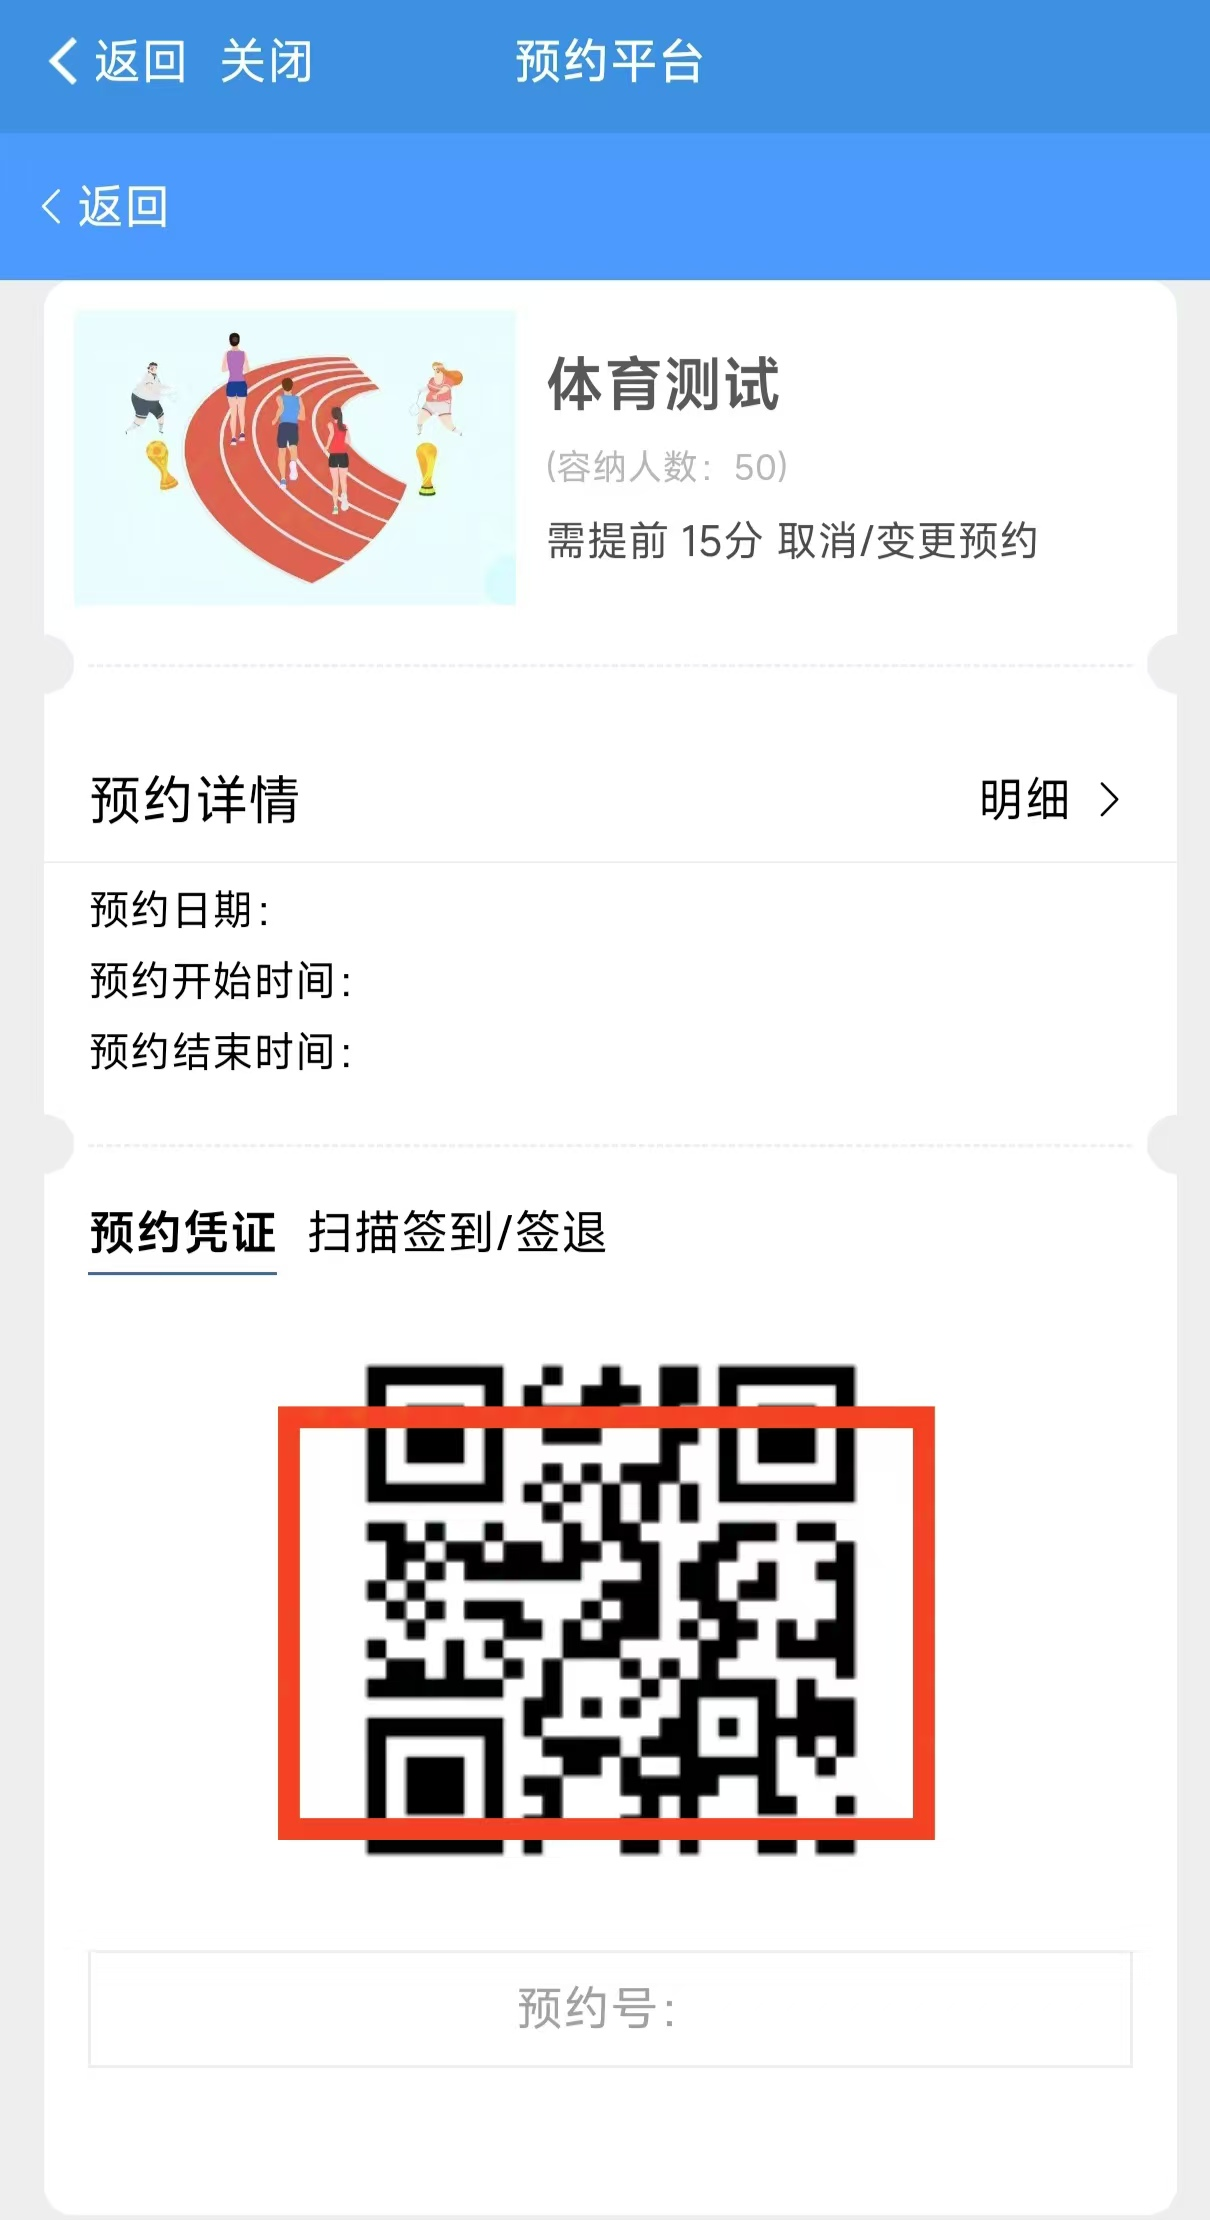 返回 关闭 预约平台
返回
体育测试
(容纳人数：50)
需提前 15分 取消/变更预约
预约详情 明细
预约日期：
预约开始时间：
预约结束时间：
预约凭证 扫描签到/签退
预约号：